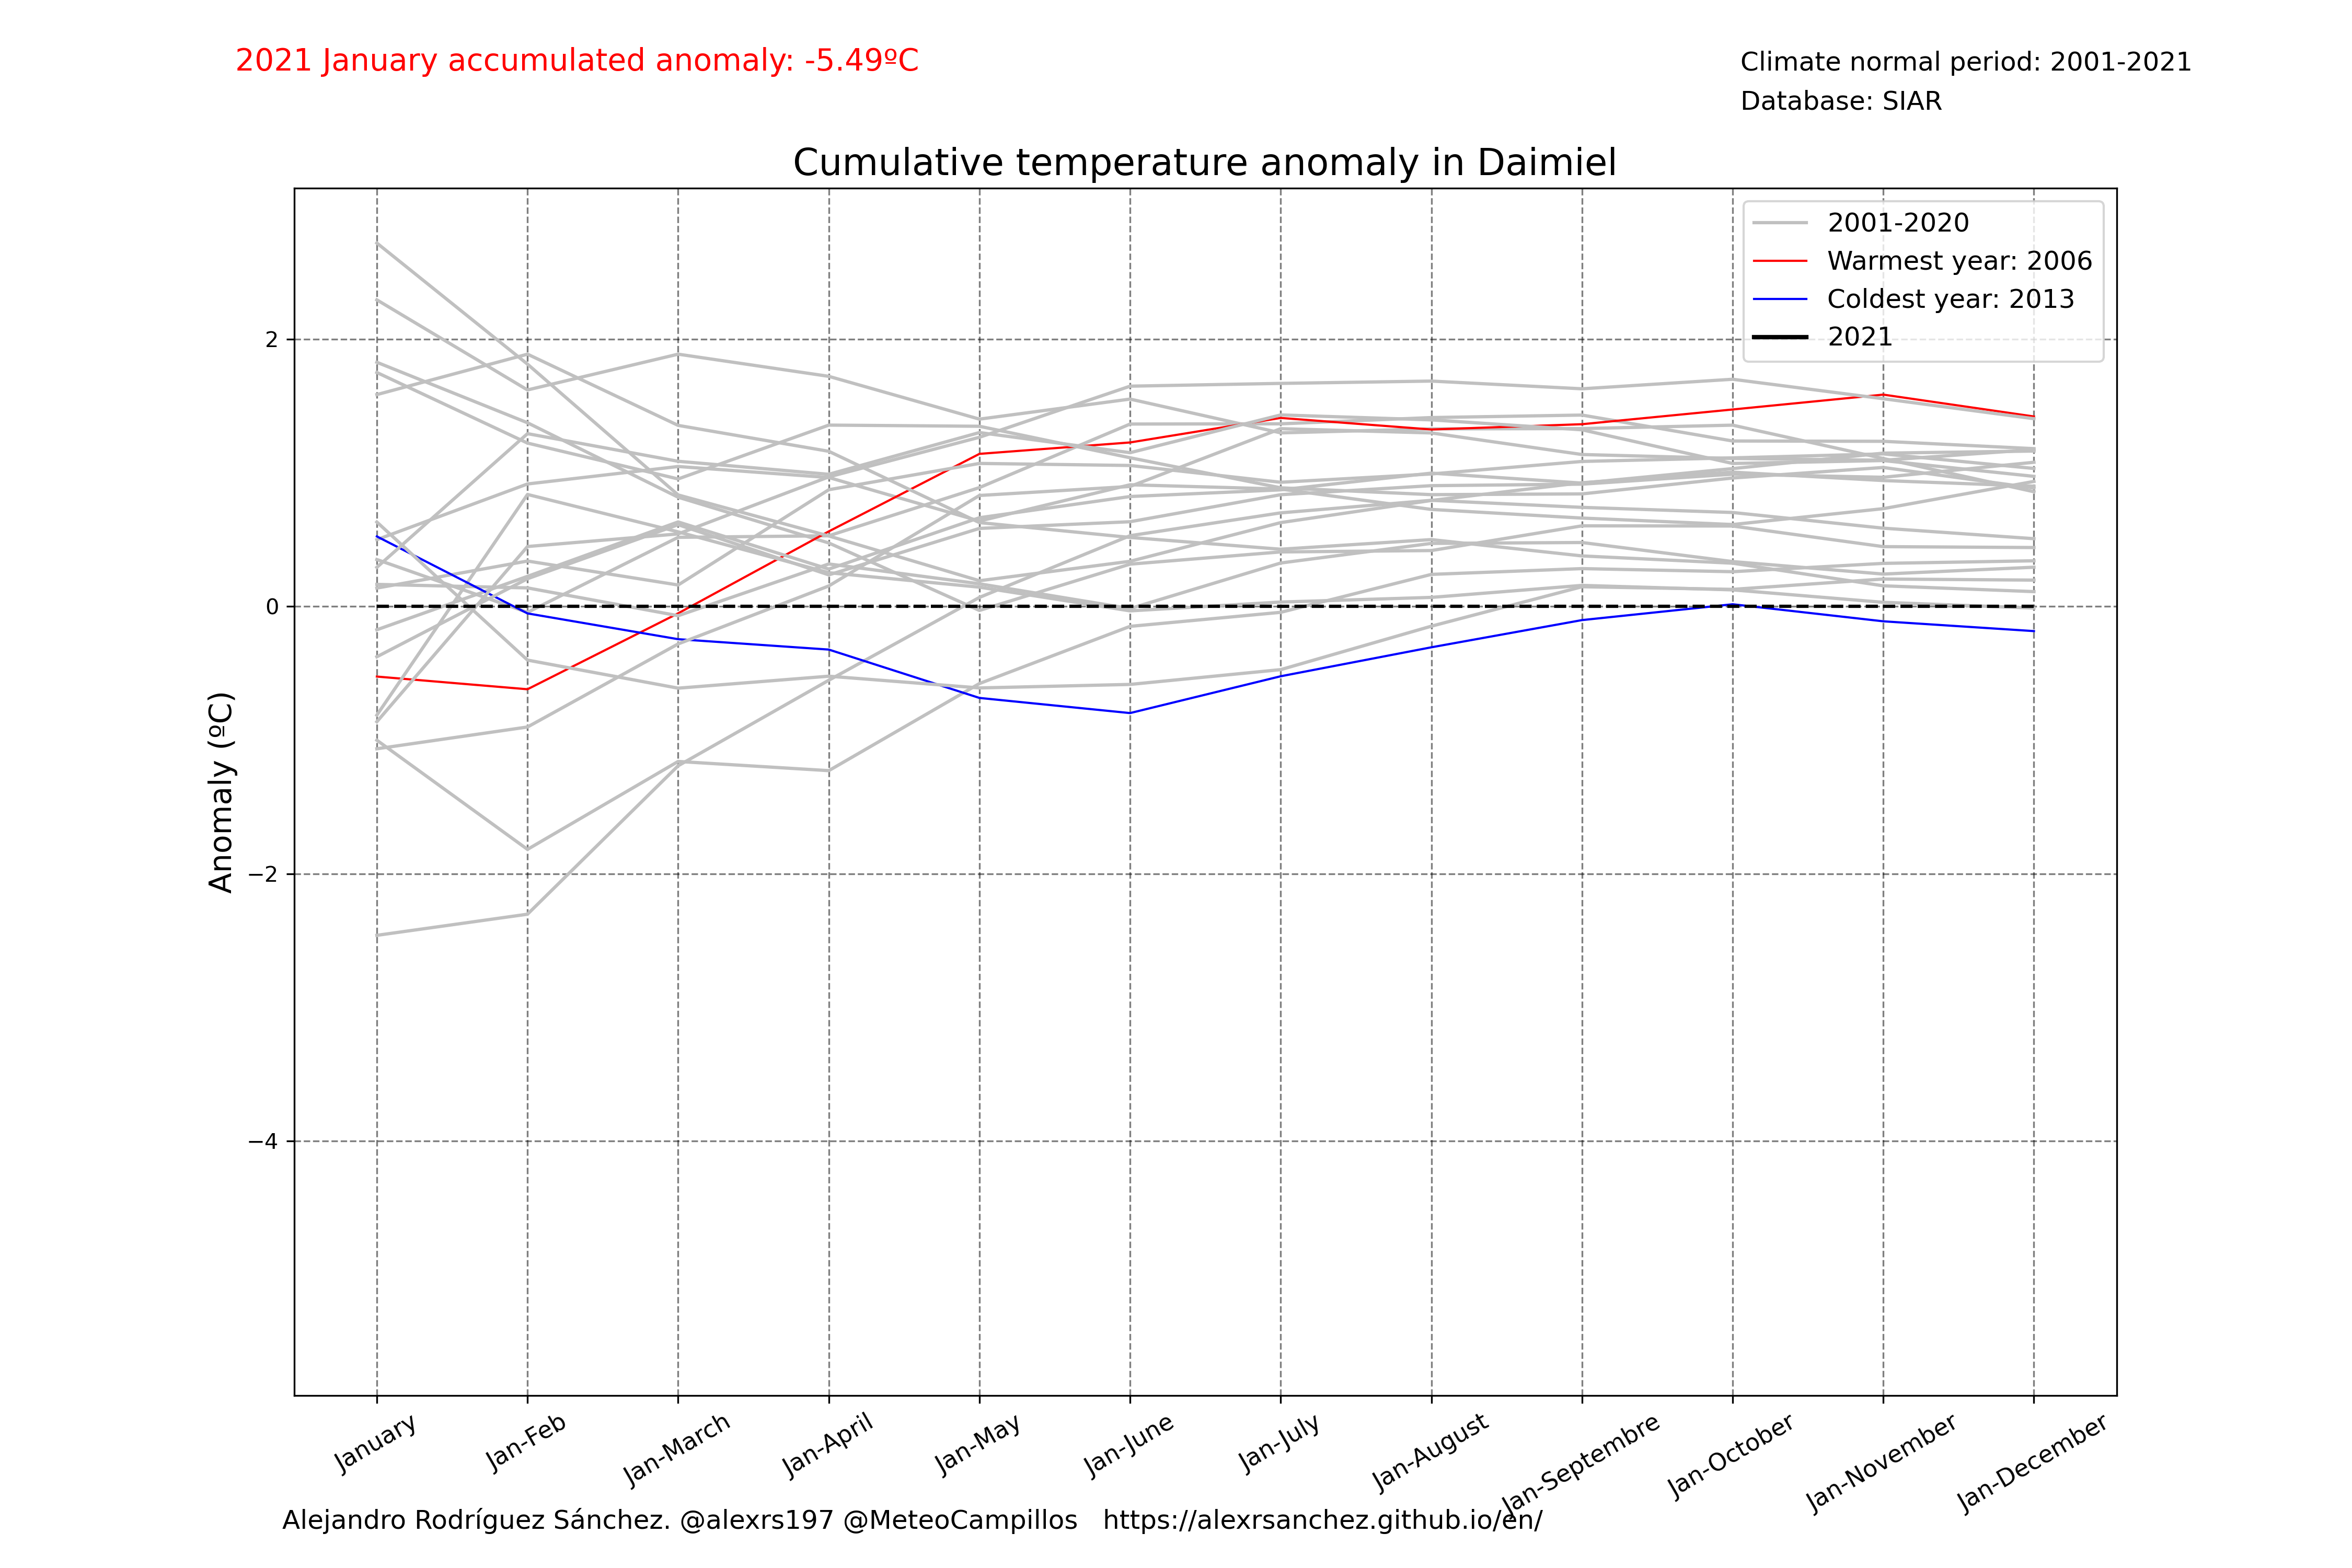 2021 January accumulated anomaly: -5.49ºC
Climate normal period: 2001-2021
Database: SIAR
Cumulative temperature anomaly in Daimiel
2001-2020
Warmest year: 2006
Coldest year: 2013
2021
Anomaly (ºC)
2
0
−2
−4
January
Jan-Feb
Jan-March
Jan-April
Jan-May
Jan-June
Jan-July
Jan-August
Jan-Septembre
Jan-October
Jan-November
Jan-December
Alejandro Rodríguez Sánchez. @alexrs197 @MeteoCampillos   https://alexrsanchez.github.io/en/